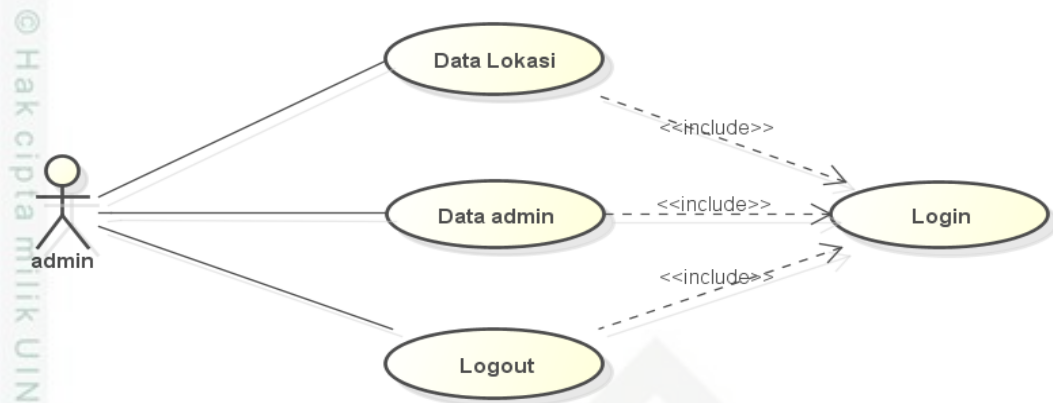 © Hak cipta milik UIN
Data Lokasi
<<include>>
Data admin
<<include>>
Login
admin
<<include>>
Logout